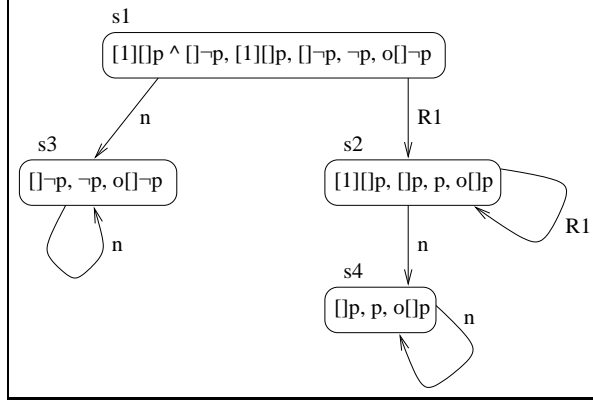 s1
[1][]p ^ []¬p, [1][]p, []¬p, ¬p, o[]¬p
n
R1
s3
s2
[]¬p, ¬p, o[]¬p
[1][]p, []p, p, o[]p
n
n
R1
s4
[]p, p, o[]p
n